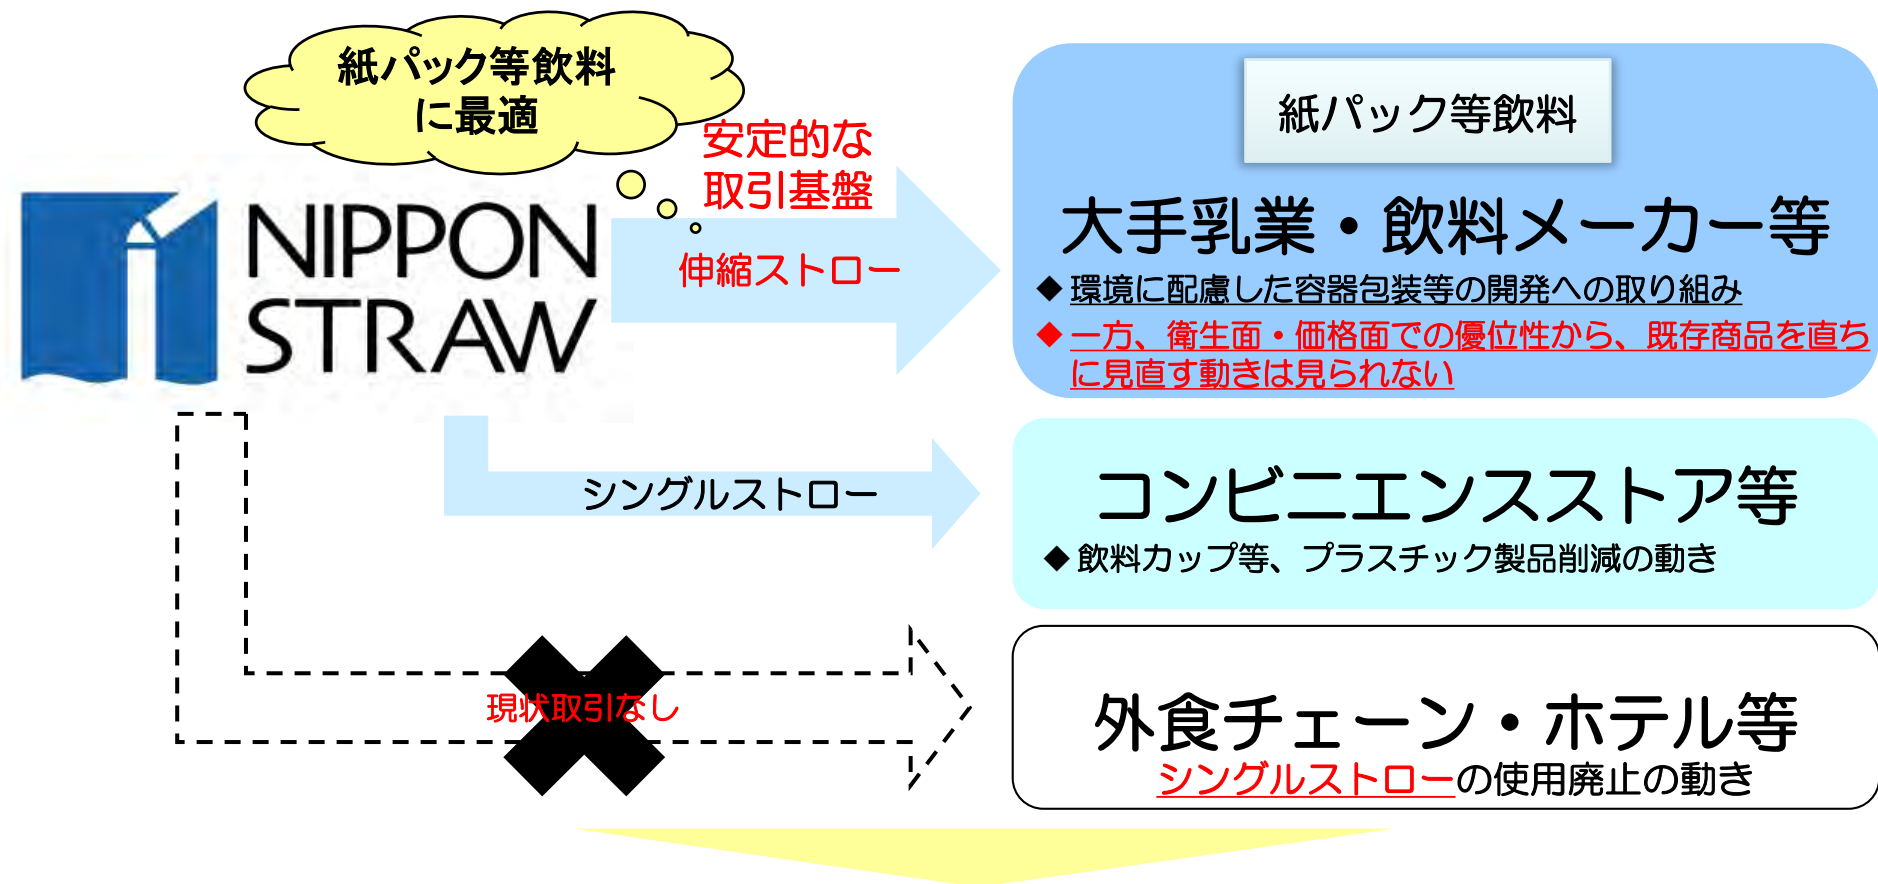 紙パック等飲料
に最適
安定的な
取引基盤
NIPPON
STRAW
伸縮ストロー
紙パック等飲料
大手乳業・飲料メーカー等
◆環境に配慮した容器包装等の開発への取り組み
◆一方、衛生面・価格面での優位性から、既存商品を直ち
に見直す動きは見られない
シングルストロー
コンビニエンスストア等
◆飲料カップ等、プラスチック製品削減の動き
現状取引なし
外食チェーン・ホテル等
シングルストローの使用廃止の動き